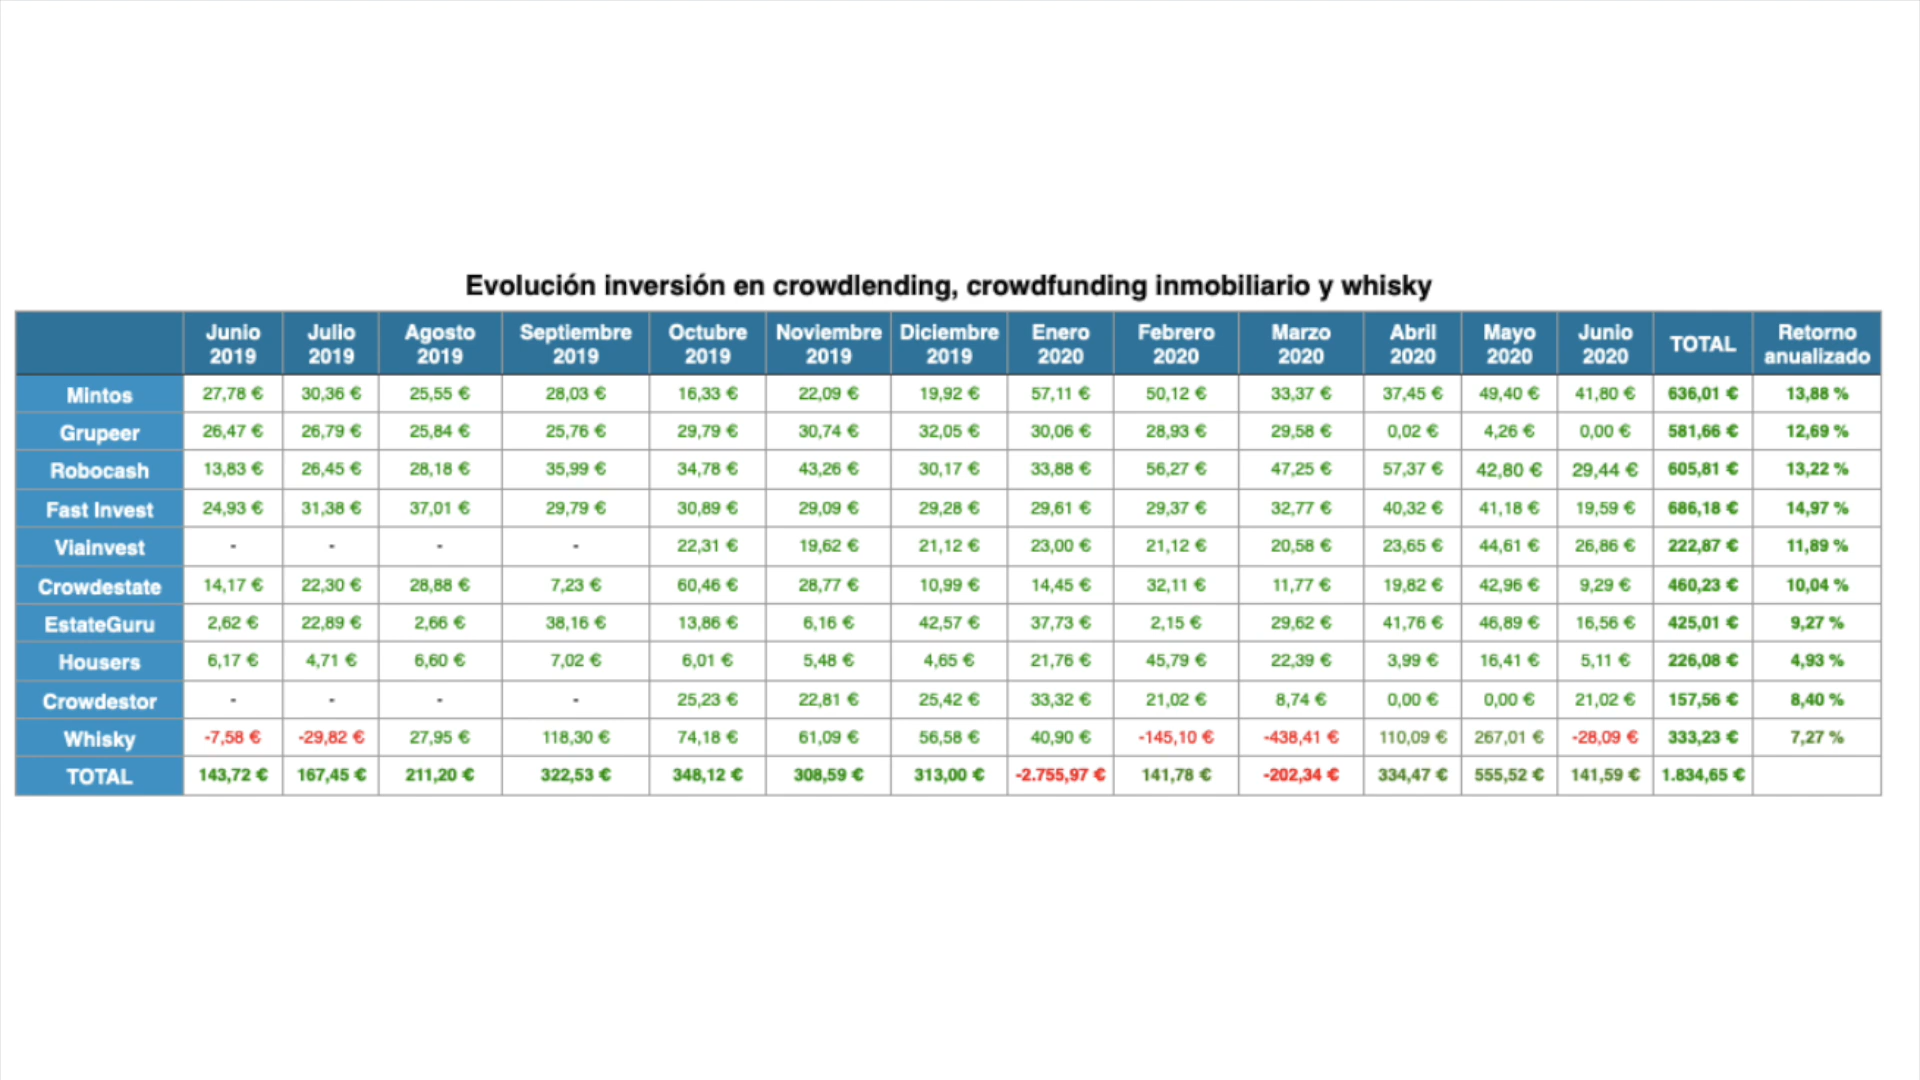 Evolución inversión en crowdlending, crowdfunding inmobiliario y whisky
Junio 2019 Julio 2019 Agosto 2019 Septiembre 2019 Octubre 2019 Noviembre 2019 Diciembre 2019 Enero 2020 Febrero 2020 Marzo 2020 Abril 2020 Mayo 2020 Junio 2020 TOTAL Retorno anualizado
Mintos 27,78 € 30,36 € 25,55 € 28,03 € 16,33 € 22,09 € 19,92 € 57,11 € 50,12 € 33,37 € 37,45 € 49,40 € 41,80 € 636,01 € 13,88 %
Grupeer 26,47 € 26,79 € 25,84 € 25,76 € 29,79 € 30,74 € 32,05 € 30,06 € 28,93 € 29,58 € 0,02 € 4,26 € 0,00 € 581,66 € 12,69 %
Robocash 13,83 € 26,45 € 28,18 € 35,99 € 34,78 € 43,26 € 30,17 € 33,88 € 56,27 € 47,25 € 57,37 € 42,80 € 29,44 € 605,81 € 13,22 %
Fast Invest 24,93 € 31,38 € 37,01 € 29,79 € 30,89 € 29,09 € 29,28 € 29,61 € 29,37 € 32,77 € 40,32 € 41,18 € 19,59 € 686,18 € 14,97 %
Viainvest - - - - 22,31 € 19,62 € 21,12 € 23,00 € 21,12 € 20,58 € 23,65 € 44,61 € 26,86 € 222,87 € 11,89 %
Crowdestate 14,17 € 22,30 € 28,88 € 7,23 € 60,46 € 28,77 € 10,99 € 14,45 € 32,11 € 11,77 € 19,82 € 42,96 € 9,29 € 460,23 € 10,04 %
EstateGuru 2,62 € 22,89 € 2,66 € 38,16 € 13,86 € 6,16 € 42,57 € 37,73 € 2,15 € 29,62 € 41,76 € 46,89 € 16,56 € 425,01 € 9,27 %
Housers 6,17 € 4,71 € 6,60 € 7,02 € 6,01 € 5,48 € 4,65 € 21,76 € 45,79 € 22,39 € 3,99 € 16,41 € 5,11 € 226,08 € 4,93 %
Crowdestor - - - - 25,23 € 22,81 € 25,42 € 33,32 € 21,02 € 8,74 € 0,00 € 0,00 € 21,02 € 157,56 € 8,40 %
Whisky -7,58 € -29,82 € 27,95 € 118,30 € 74,18 € 61,09 € 56,58 € 40,90 € -145,10 € -438,41 € 110,09 € 267,01 € -28,09 € 333,23 € 7,27 %
TOTAL 143,72 € 167,45 € 211,20 € 322,53 € 348,12 € 308,59 € 313,00 € -2.755,97 € 141,78 € -202,34 € 334,47 € 555,52 € 141,59 € 1.834,65 €